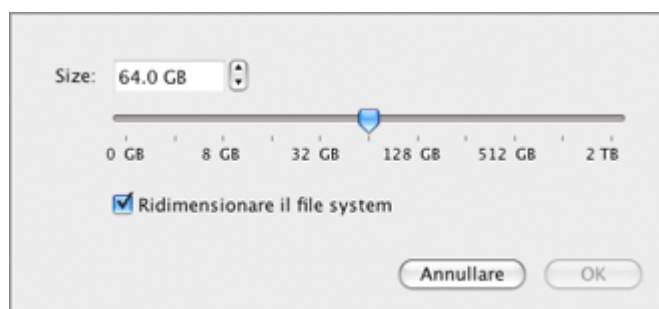 Size: 64.0 GB
0 GB 8 GB 32 GB 128 GB 512 GB 2 TB
Ridimensionare il file system
Annullare OK